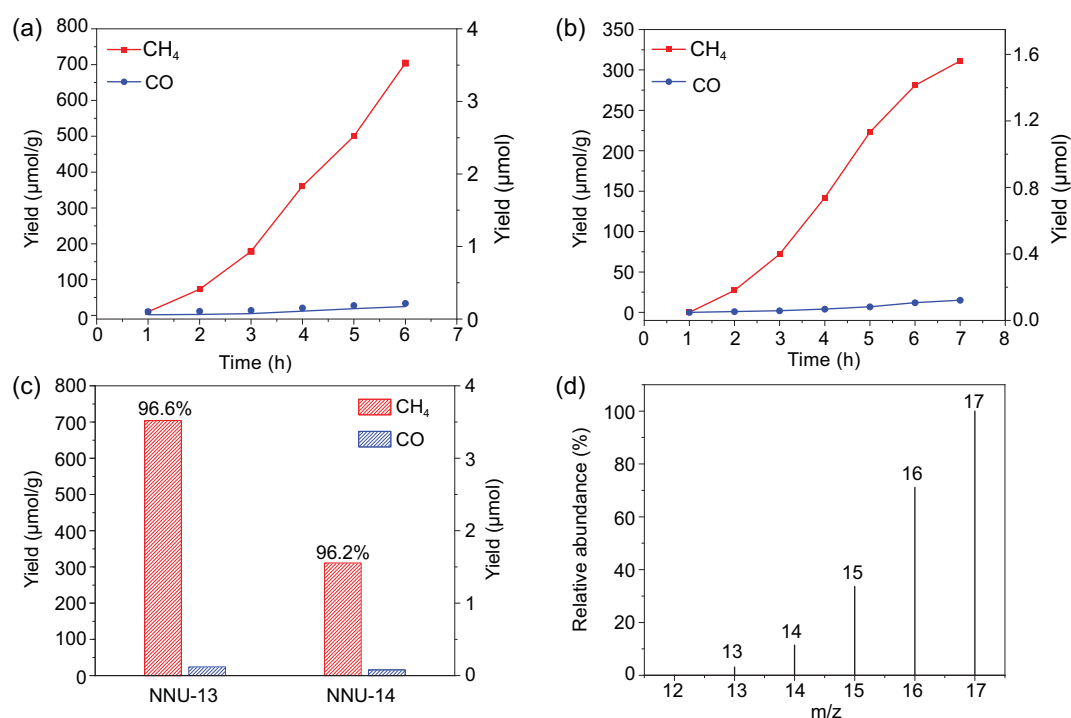 (a)
800
700
600
500
400
300
200
100
0
Yield (μmol/g)
CH4
CO
4
3
2
1
0
Yield (μmol)
0 1 2 3 4 5 6 7
Time (h)
(b)
350
300
250
200
150
100
50
0
Yield (μmol/g)
CH4
CO
1.6
1.2
0.8
0.4
0.0
Yield (μmol)
0 1 2 3 4 5 6 7 8
Time (h)
(c)
800
700
600
500
400
300
200
100
0
Yield (μmol/g)
96.6%
96.2%
CH4
CO
4
3
2
1
0
Yield (μmol)
NNU-13 NNU-14
(d)
100
80
60
40
20
0
Relative abundance (%)
13
14
15
16
17
12 13 14 15 16 17
m/z